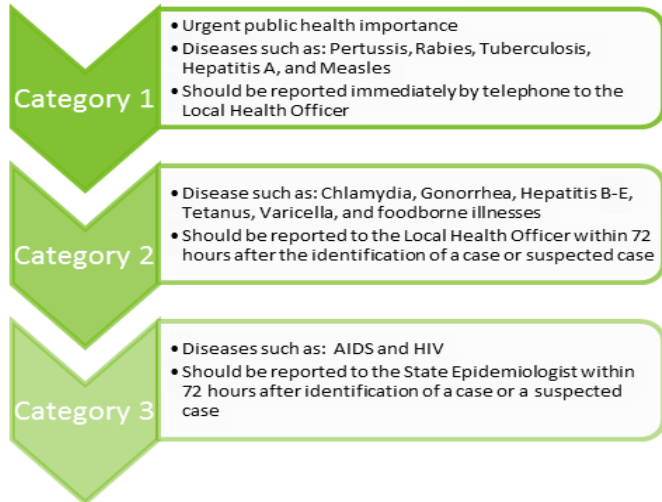 Category 1
• Urgent public health importance
• Diseases such as: Pertussis, Rabies, Tuberculosis,
Hepatitis A, and Measles
• Should be reported immediately by telephone to the
Local Health Officer
Category 2
• Disease such as: Chlamydia, Gonorrhea, Hepatitis B-E,
Tetanus, Varicella, and foodborne illnesses
• Should be reported to the Local Health Officer within 72
hours after the identification of a case or suspected case
Category 3
• Diseases such as: AIDS and HIV
• Should be reported to the State Epidemiologist within
72 hours after identification of a case or a suspected
case